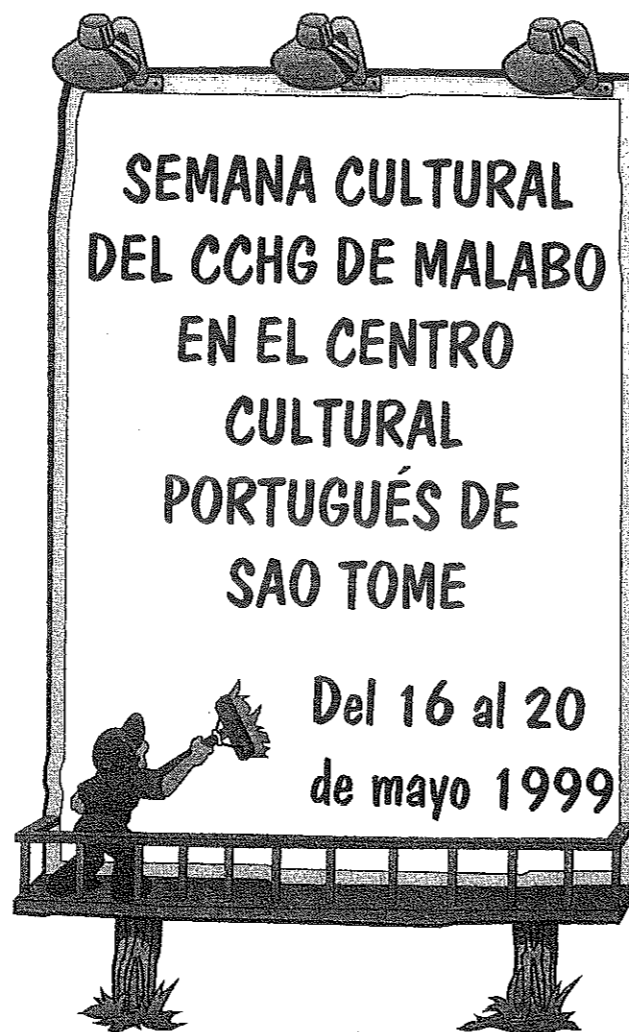 SEMANA CULTURAL
DEL CCHG DE MALABO
EN EL CENTRO
CULTURAL
PORTUGUÉS DE
SAO TOME
Del 16 al 20
de mayo 1999